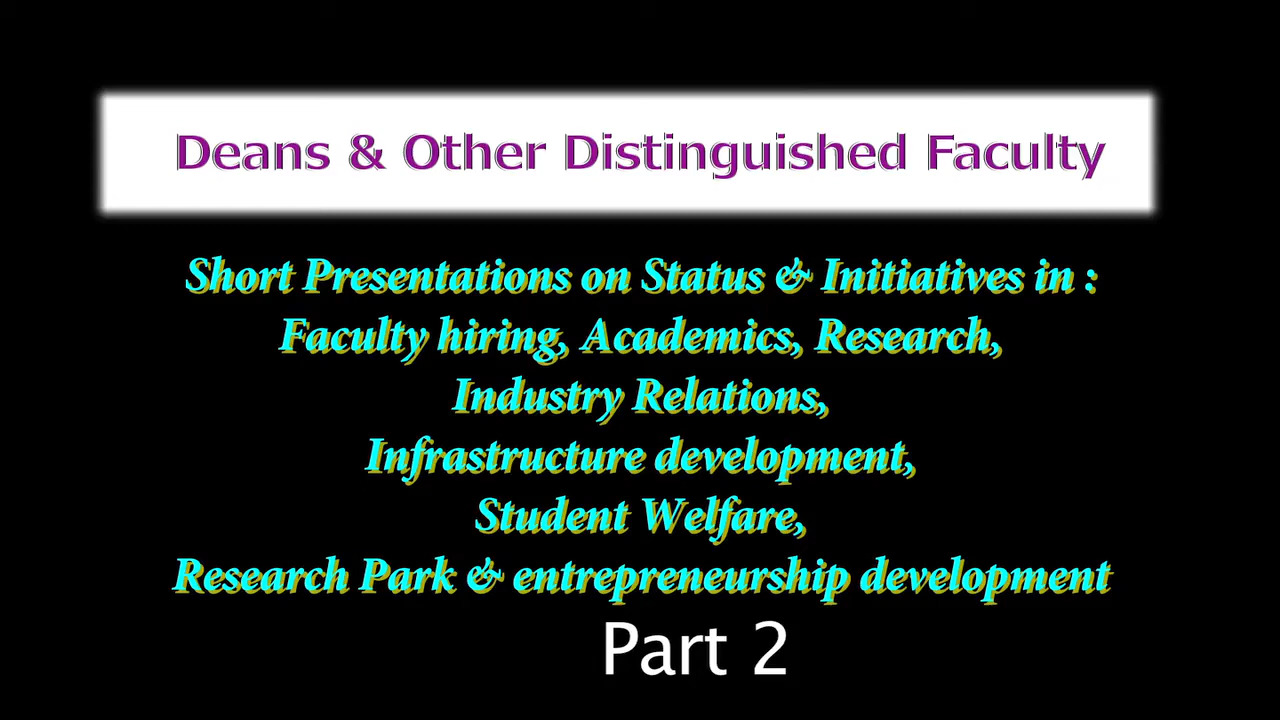 Deans & Other Distinguished Faculty
Short Presentations on Status & Initiatives in :
Faculty hiring, Academics, Research,
Industry Relations,
Infrastructure development,
Student Welfare,
Research Park & entrepreneurship development
Part 2